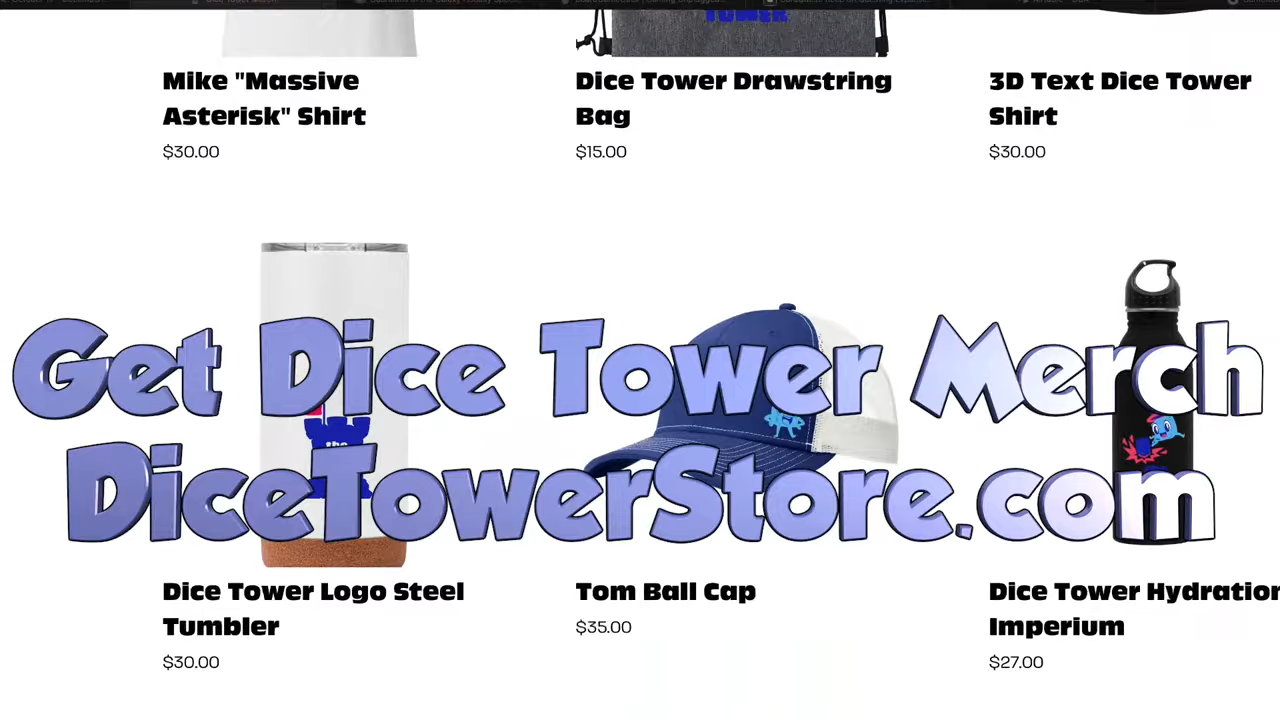 TOWER
Mike "Massive
Asterisk" Shirt
$30.00
Dice Tower Drawstring
Bag
$15.00
3D Text Dice Tower
Shirt
$30.00
Get Dice Tower Merch
the
DiceTowerStore.com
Dice Tower Logo Steel
Tumbler
$30.00
Tom Ball Cap
$35.00
Dice Tower Hydration
Imperium
$27.00